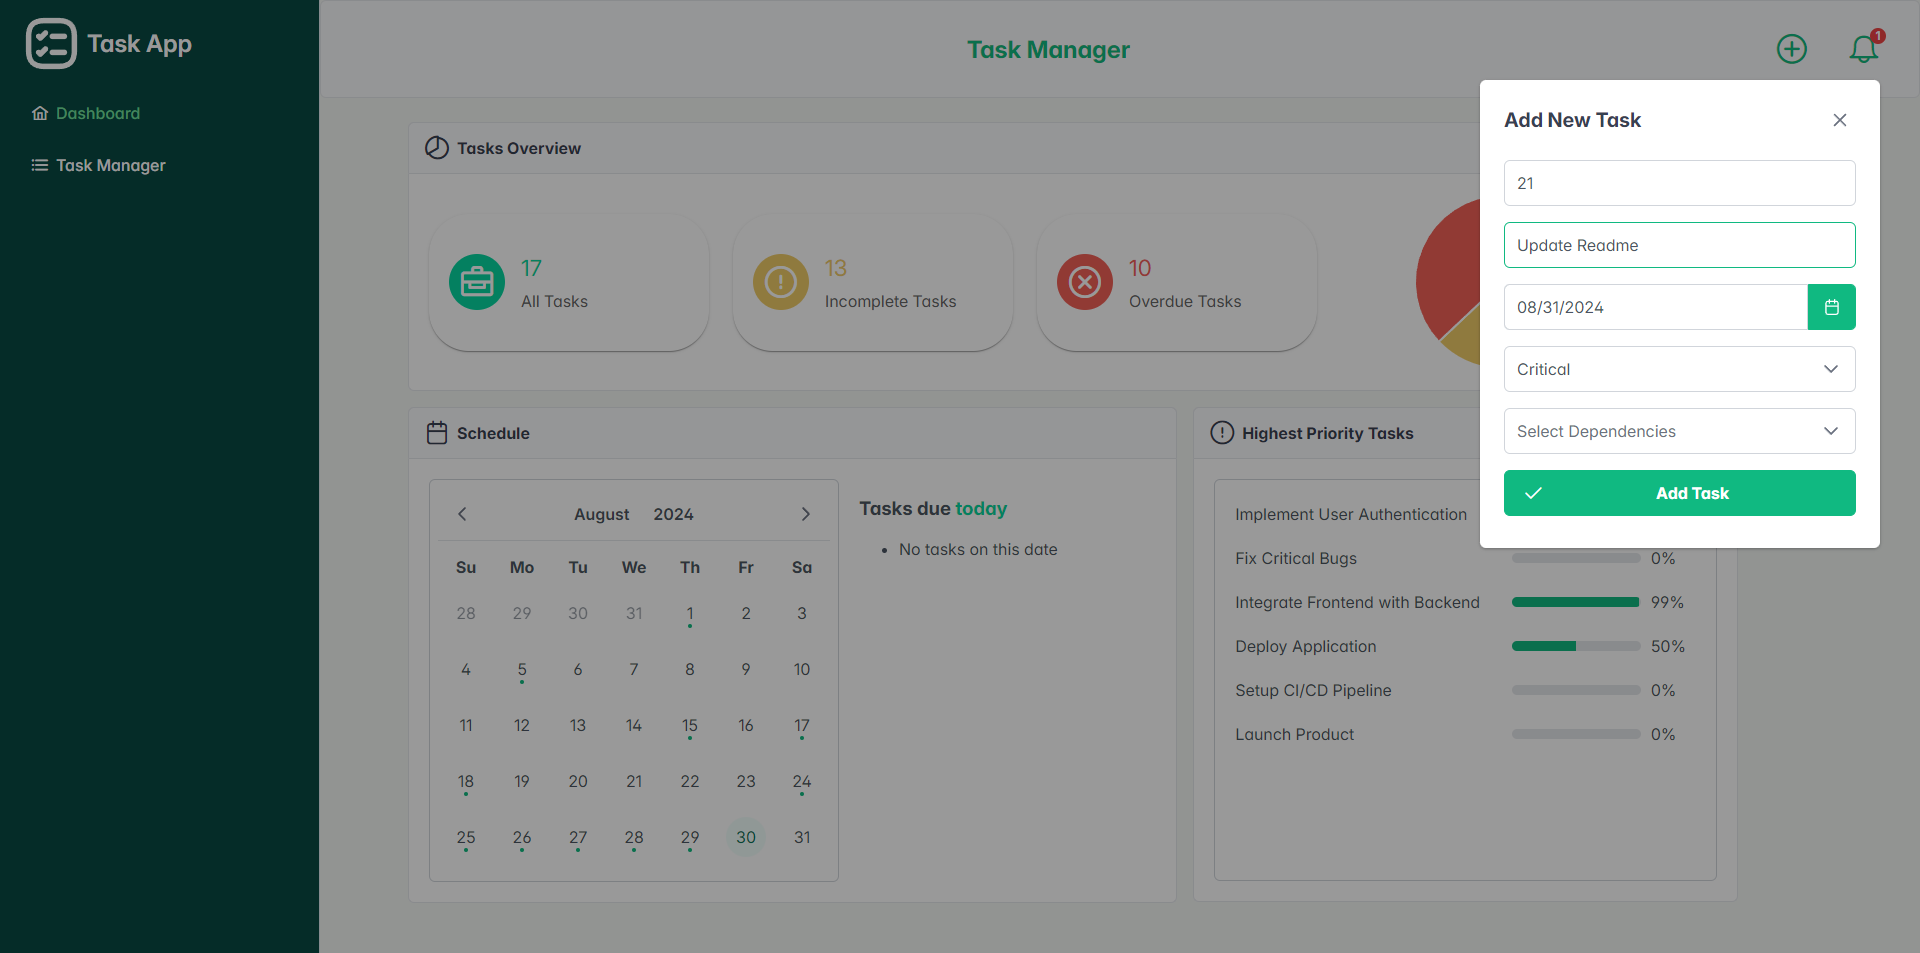 Task App
Dashboard
Task Manager
Task Manager
1
Tasks Overview
17
All Tasks
13
Incomplete Tasks
10
Overdue Tasks
Schedule
August 2024
Su Mo Tu We Th Fr Sa
28 29 30 31 1 2 3
4 5 6 7 8 9 10
11 12 13 14 15 16 17
18 19 20 21 22 23 24
25 26 27 28 29 30 31
Tasks due today
No tasks on this date
Highest Priority Tasks
Implement User Authentication
Fix Critical Bugs 0%
Integrate Frontend with Backend 99%
Deploy Application 50%
Setup CI/CD Pipeline 0%
Launch Product 0%
Add New Task
21
Update Readme
08/31/2024
Critical
Select Dependencies
Add Task